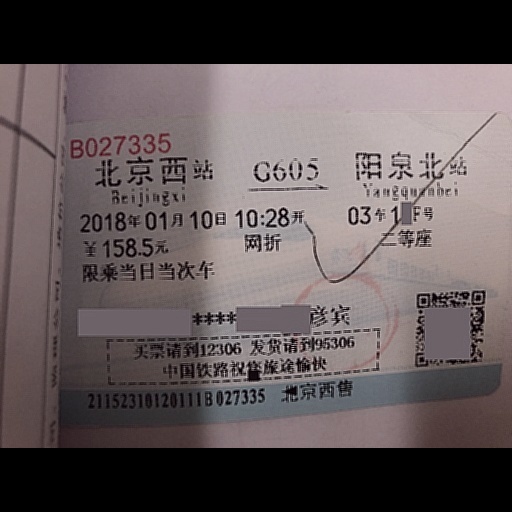 B027335
北京西站 G605 阳泉北站
Beijingxi Yangquanbei
2018年01月10日10:28开 03车1 F号
￥158.5元 网折 二等座
限乘当日当次车
****彦宾
买票请到12306 发货请到95306
中国铁路祝您旅途愉快
21152310120111B027335 北京西售